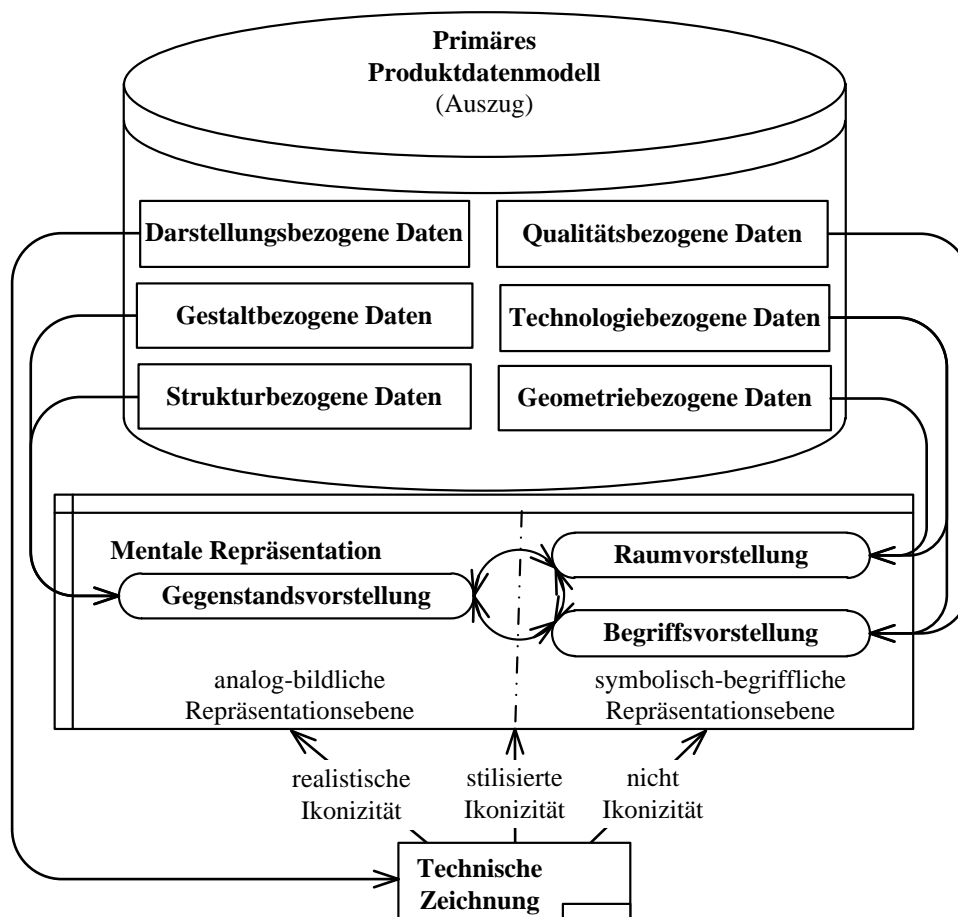 Primäres
Produktdatenmodell
(Auszug)
Darstellungsbezogene Daten
Qualitätsbezogene Daten
Gestaltbezogene Daten
Technologiebezogene Daten
Strukturbezogene Daten
Geometriebezogene Daten
Mentale Repräsentation
Raumvorstellung
Gegenstandsvorstellung
Begriffsvorstellung
analog-bildliche
Repräsentationsebene
symbolisch-begriffliche
Repräsentationsebene
realistische
Ikonizität
stilisierte
Ikonizität
nicht
Ikonizität
Technische
Zeichnung